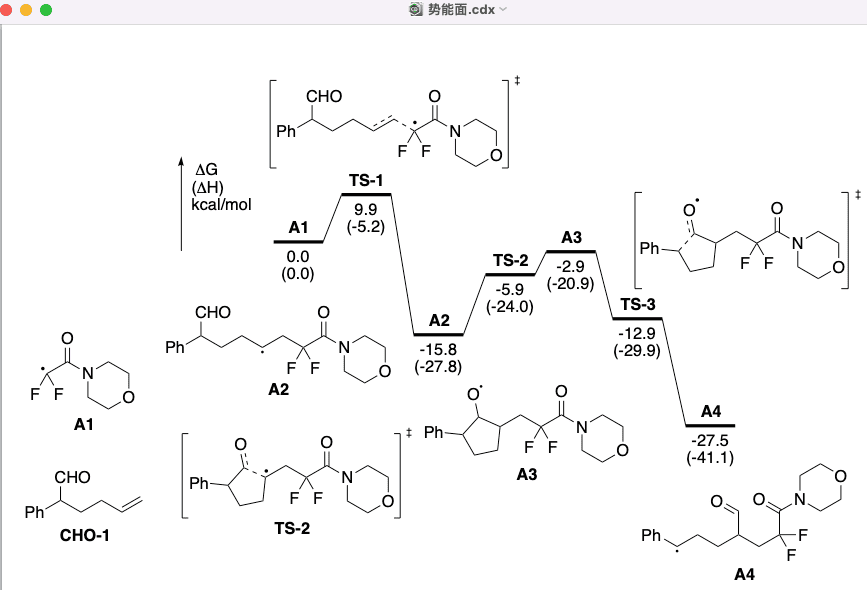 势能面.cdx
CHO
Ph
F F
O
N
O
‡
ΔG
(ΔH)
kcal/mol
TS-1
9.9
(-5.2)
A1
0.0
(0.0)
O
O
N
O
Ph
F F
‡
A3
-2.9
(-20.9)
TS-2
-5.9
(-24.0)
TS-3
-12.9
(-29.9)
A2
-15.8
(-27.8)
CHO
Ph
F F
O
N
O
A2
O
N
O
F F
A1
O
Ph
F F
O
N
O
A3
A4
-27.5
(-41.1)
CHO
Ph
CHO-1
O
Ph
F F
O
N
O
‡
TS-2
Ph
O
O
N
O
F
F
A4